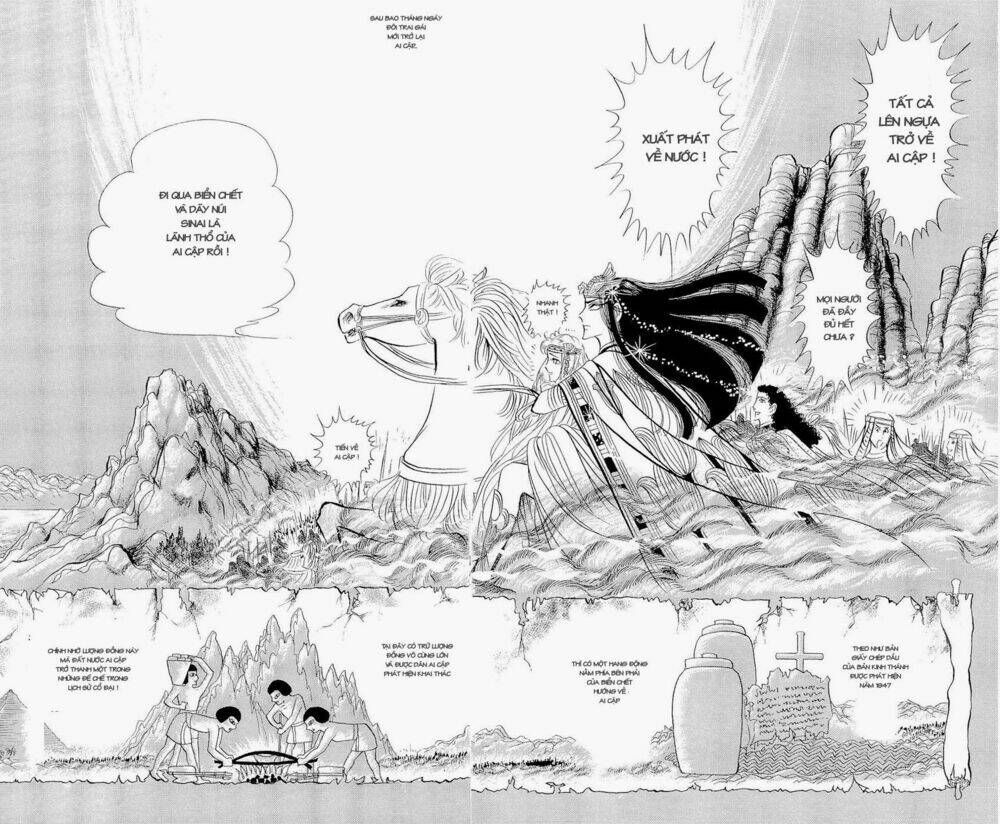 TẤT CẢ
LÊN NGỰA
TRỞ VỀ
AI CẬP !
XUẤT PHÁT
VỀ NƯỚC !
MỌI NGƯỜI
ĐÃ ĐẦY
ĐỦ HẾT
CHƯA ?
NHANH
THẬT !
SAU BAO THÁNG NGÀY
ĐÔI TRAI GÁI
MỚI TRỞ LẠI
AI CẬP.
ĐI QUA BIỂN CHẾT
VÀ DÃY NÚI
SINAI LÀ
LÃNH THỔ CỦA
AI CẬP RỒI !
TIẾN VỀ
AI CẬP !
THEO NHƯ BẢN
GIẤY CHÉP DẦU
CỦA BẢN KINH THÁNH
ĐƯỢC PHÁT HIỆN
NĂM 1947
THÌ CÓ MỘT HANG ĐỘNG
NẰM PHÍA BÊN PHẢI
CỦA BIỂN CHẾT
HƯỚNG VỀ
AI CẬP
TẠI ĐÂY CÓ TRỮ LƯỢNG
ĐỒNG VÔ CÙNG LỚN
VÀ ĐƯỢC DÂN AI CẬP
PHÁT HIỆN KHAI THÁC
CHÍNH NHỜ LƯỢNG ĐỒNG NÀY
MÀ ĐẤT NƯỚC AI CẬP
TRỞ THÀNH MỘT TRONG
NHỮNG ĐẾ CHẾ TRONG
LỊCH SỬ CỔ ĐẠI !